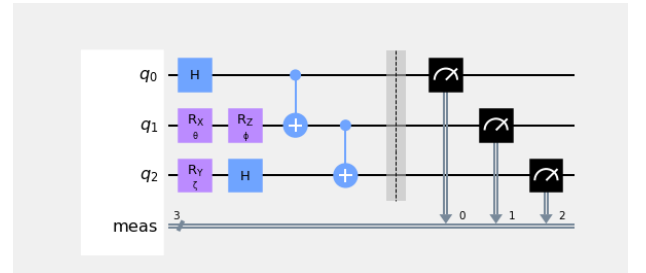 q0 H
q1 RX θ RZ ϕ
q2 RY ζ H
meas 3 0 1 2